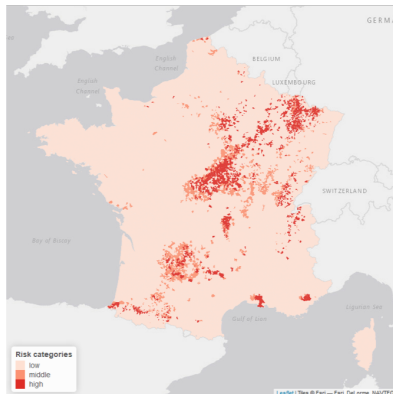 GERMA
English
Channel
BELGIUM
English
Channel
LUXEMBOURG
SWITZERLAND
Bay of Biscay
Ligurian Sea
Gulf of Lion
Risk categories
low
middle
high
Leaflet | Tiles © Esri — Esri, DeLorme, NAVTEQ